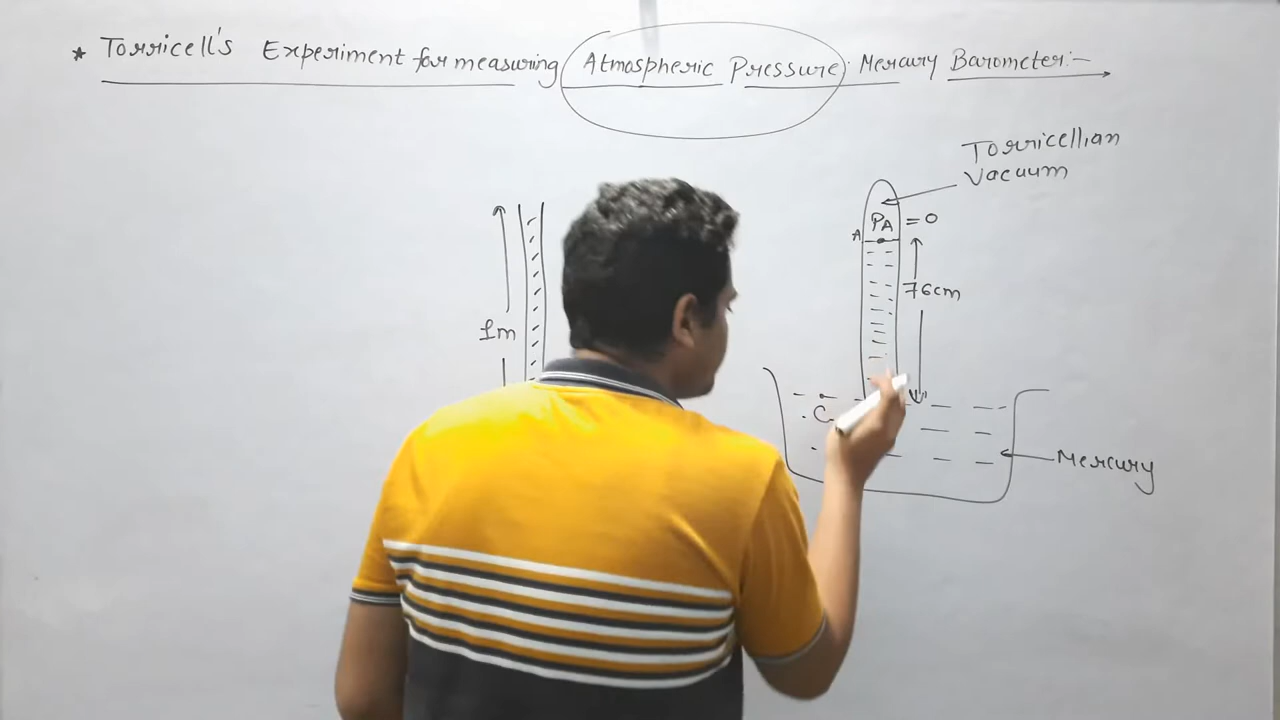 * Torricell's Experiment for measuring Atmospheric Pressure. Mercury Barometer:-
Torricellian
Vacuum
PA = 0
A
76cm
1m
C
Mercury